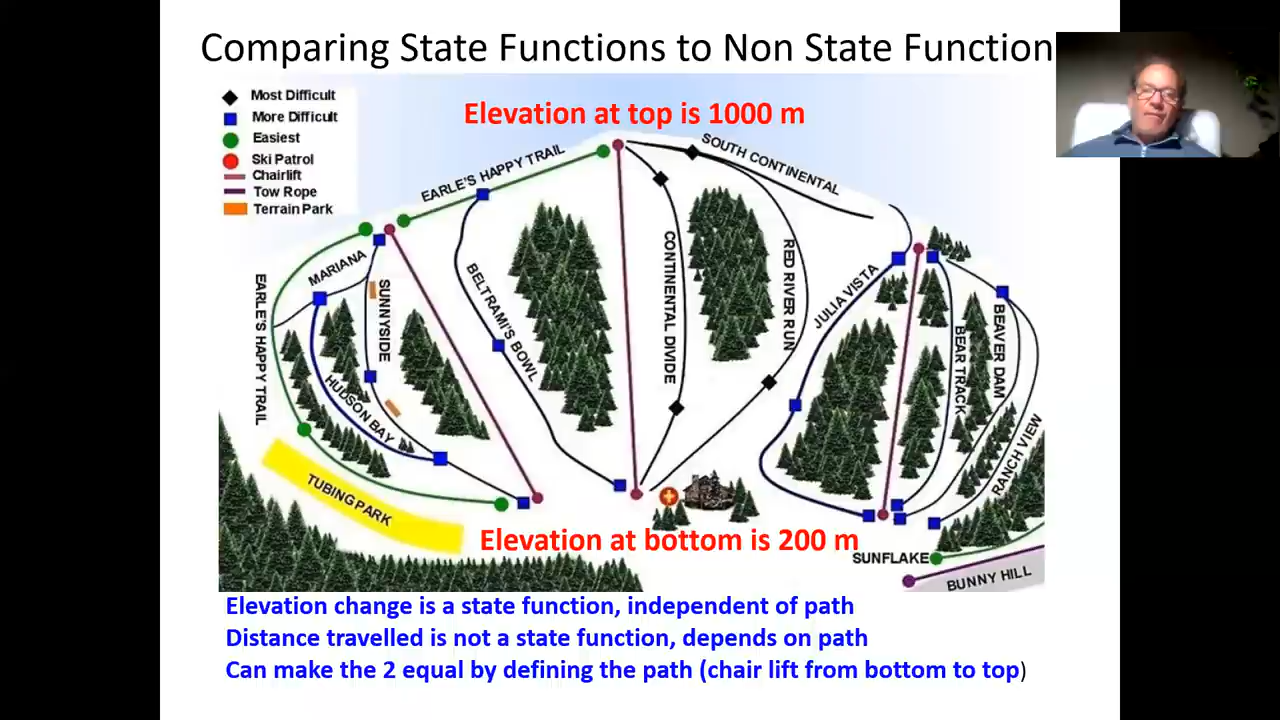 Comparing State Functions to Non State Function
Most Difficult
More Difficult
Easiest
Ski Patrol
Chairlift
Tow Rope
Terrain Park
Elevation at top is 1000 m
EARLE'S HAPPY TRAIL
SOUTH CONTINENTAL
MARIANA
SUNNYSIDE
EARLE'S HAPPY TRAIL
HUDSON BAY
BELTRAMI'S BOWL
CONTINENTAL DIVIDE
RED RIVER RUN
JULIA VISTA
BEAR TRACK
BEAVER DAM
RANCH VIEW
TUBING PARK
Elevation at bottom is 200 m
SUNFLAKE
BUNNY HILL
Elevation change is a state function, independent of path
Distance travelled is not a state function, depends on path
Can make the 2 equal by defining the path (chair lift from bottom to top)